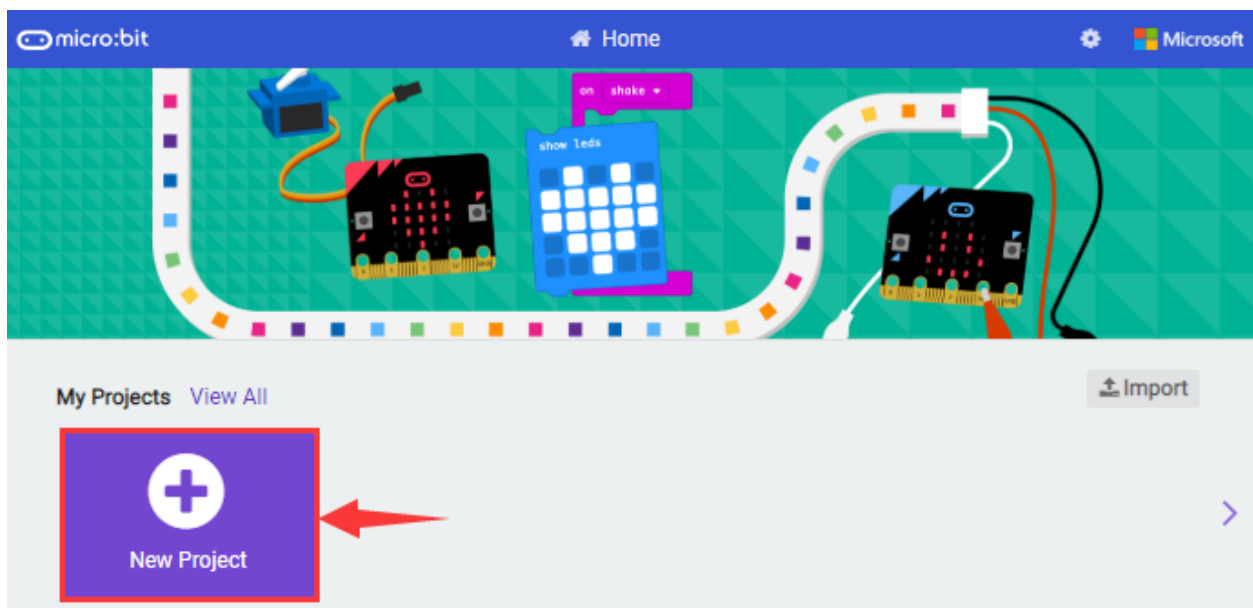 micro:bit
Home
Microsoft
on shake
show leds
My Projects View All
Import
New Project